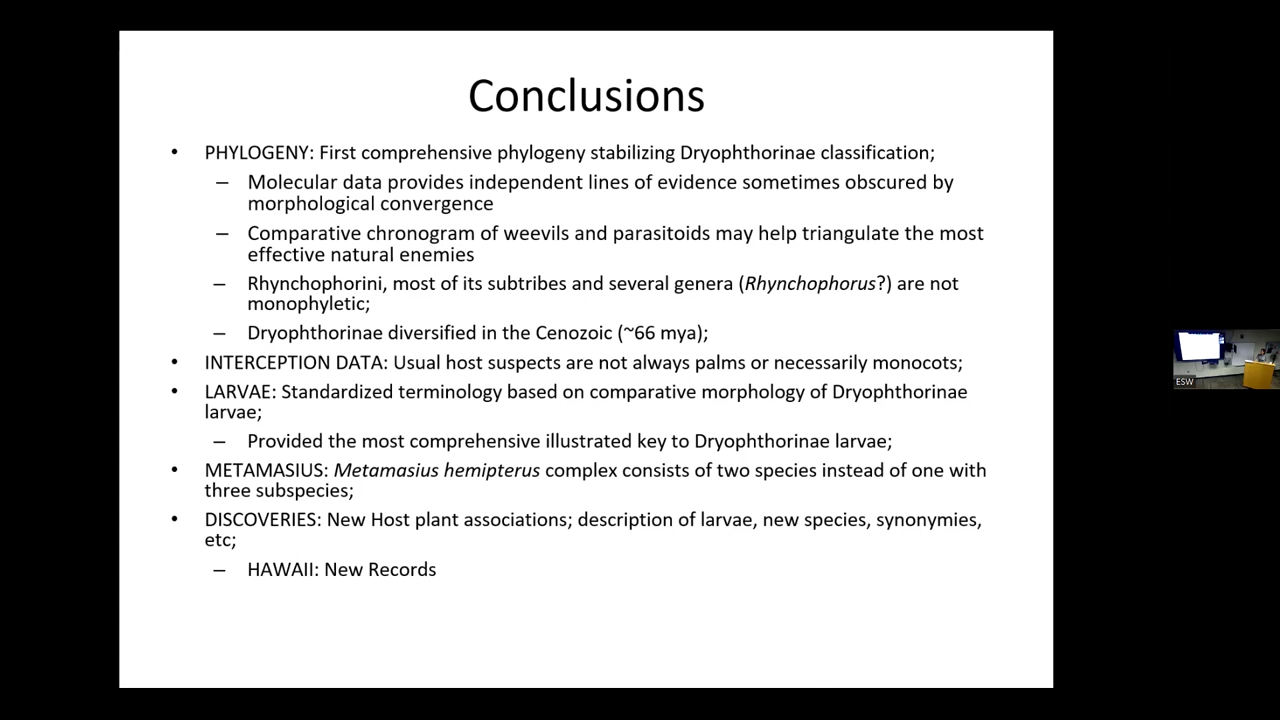 Conclusions
• PHYLOGENY: First comprehensive phylogeny stabilizing Dryophthorinae classification;
– Molecular data provides independent lines of evidence sometimes obscured by
morphological convergence
– Comparative chronogram of weevils and parasitoids may help triangulate the most
effective natural enemies
– Rhynchophorini, most of its subtribes and several genera (Rhynchophorus?) are not
monophyletic;
– Dryophthorinae diversified in the Cenozoic (~66 mya);
• INTERCEPTION DATA: Usual host suspects are not always palms or necessarily monocots;
• LARVAE: Standardized terminology based on comparative morphology of Dryophthorinae
larvae;
– Provided the most comprehensive illustrated key to Dryophthorinae larvae;
• METAMASIUS: Metamasius hemipterus complex consists of two species instead of one with
three subspecies;
• DISCOVERIES: New Host plant associations; description of larvae, new species, synonymies,
etc;
– HAWAII: New Records
ESW